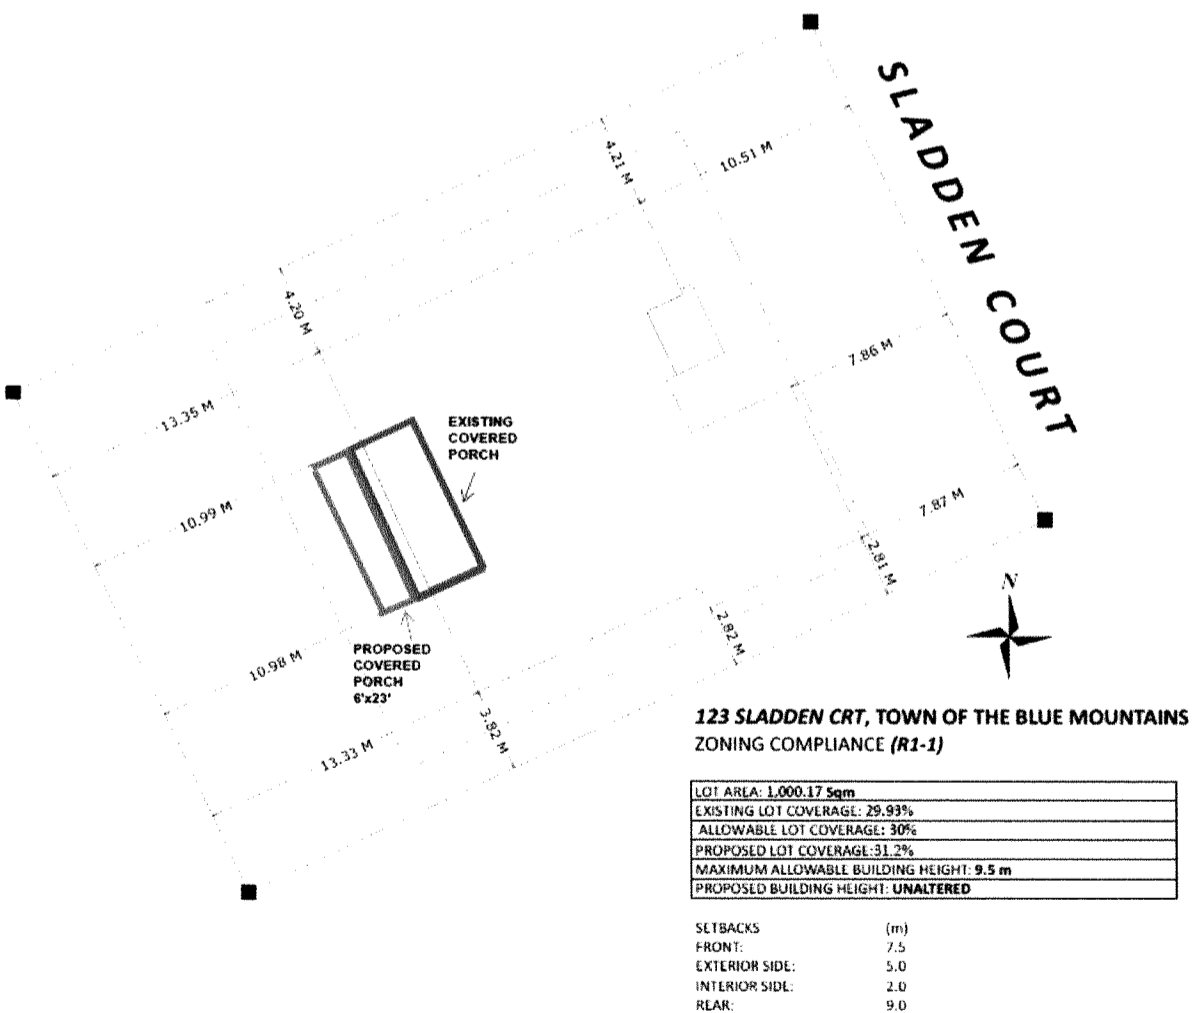 SLADDEN COURT
4.21 M
10.51 M
4.20 M
7.86 M
13.35 M
EXISTING
COVERED
PORCH
10.99 M
7.87 M
2.81 M
N
2.82 M
PROPOSED
COVERED
PORCH
6'x23'
10.98 M
3.82 M
13.33 M
123 SLADDEN CRT, TOWN OF THE BLUE MOUNTAINS
ZONING COMPLIANCE (R1-1)
LOT AREA: 1,000.17 Sqm
EXISTING LOT COVERAGE: 29.93%
ALLOWABLE LOT COVERAGE: 30%
PROPOSED LOT COVERAGE:31.2%
MAXIMUM ALLOWABLE BUILDING HEIGHT: 9.5 m
PROPOSED BUILDING HEIGHT: UNALTERED
SETBACKS (m)
FRONT: 7.5
EXTERIOR SIDE: 5.0
INTERIOR SIDE: 2.0
REAR: 9.0